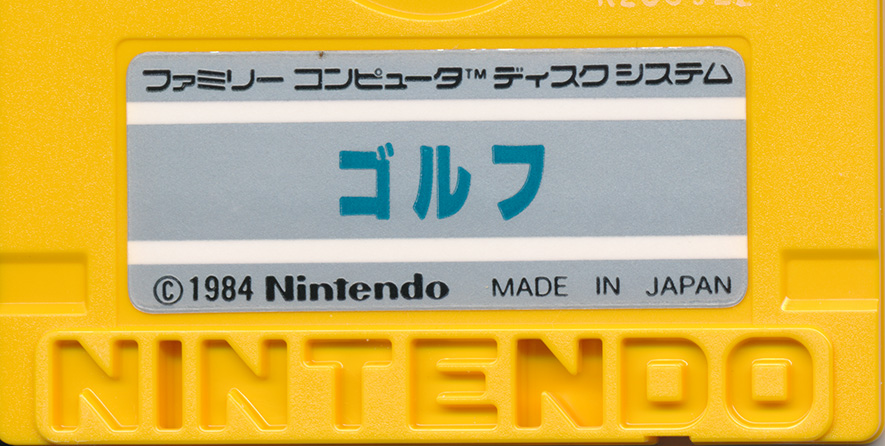 ファミリー コンピュータ™ ディスクシステム
ゴルフ
©1984 Nintendo MADE IN JAPAN
NINTENDO